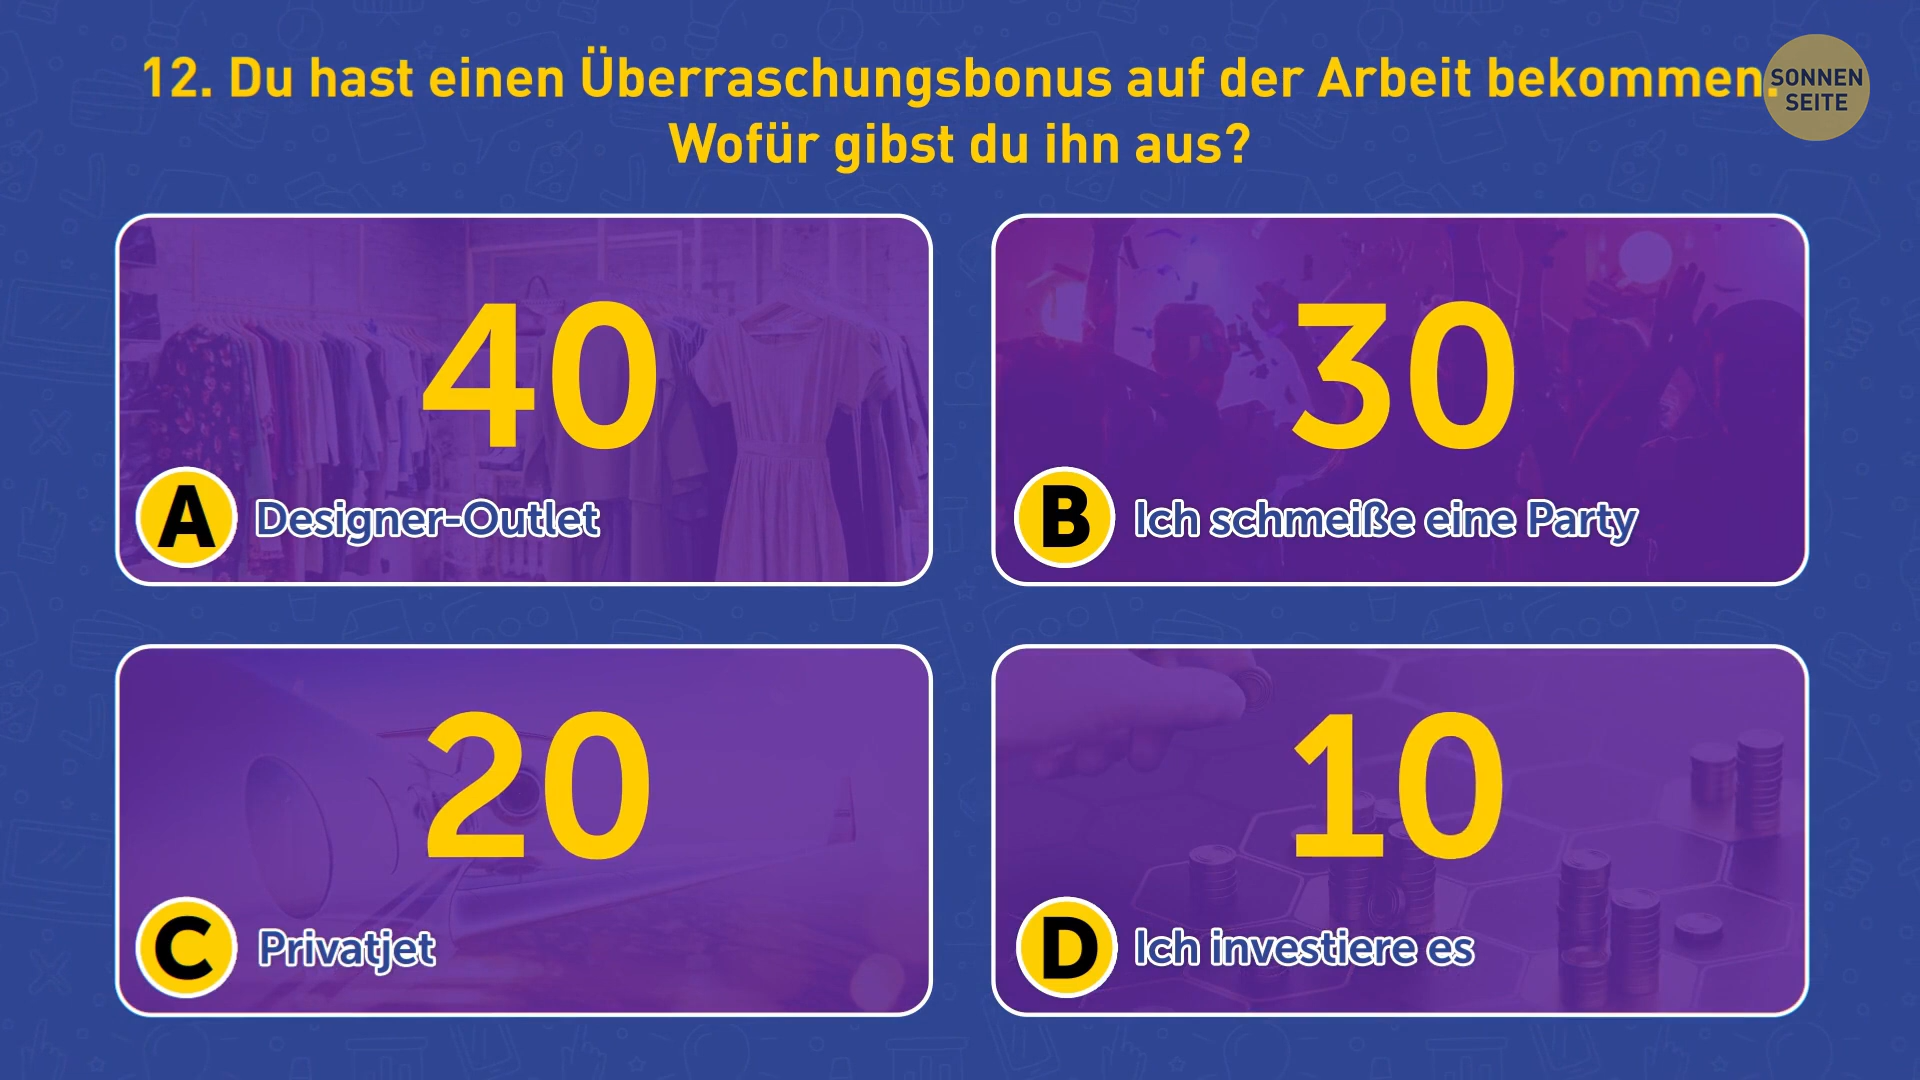 12. Du hast einen Überraschungsbonus auf der Arbeit bekommen.
Wofür gibst du ihn aus?
SONNEN
SEITE
40
A Designer-Outlet
30
B Ich schmeiße eine Party
20
C Privatjet
10
D Ich investiere es